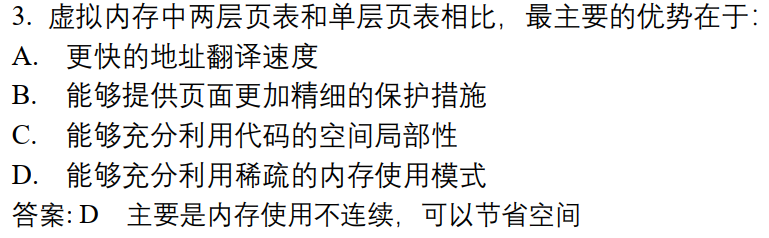 3. 虚拟内存中两层页表和单层页表相比，最主要的优势在于：
A. 更快的地址翻译速度
B. 能够提供页面更加精细的保护措施
C. 能够充分利用代码的空间局部性
D. 能够充分利用稀疏的内存使用模式
答案: D 主要是内存使用不连续，可以节省空间